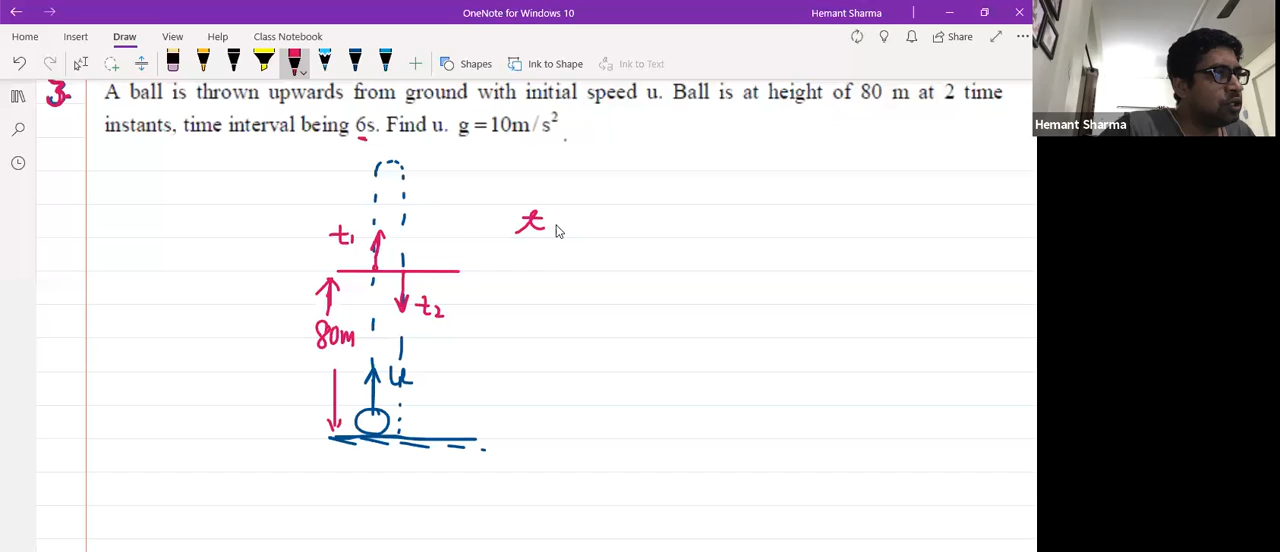 OneNote for Windows 10
Hemant Sharma
Home Insert Draw View Help Class Notebook
Share
Shapes Ink to Shape Ink to Text
3. A ball is thrown upwards from ground with initial speed u. Ball is at height of 80 m at 2 time
instants, time interval being 6s. Find u. g = 10m/s²
Hemant Sharma
t
t₁
t₂
80m
u